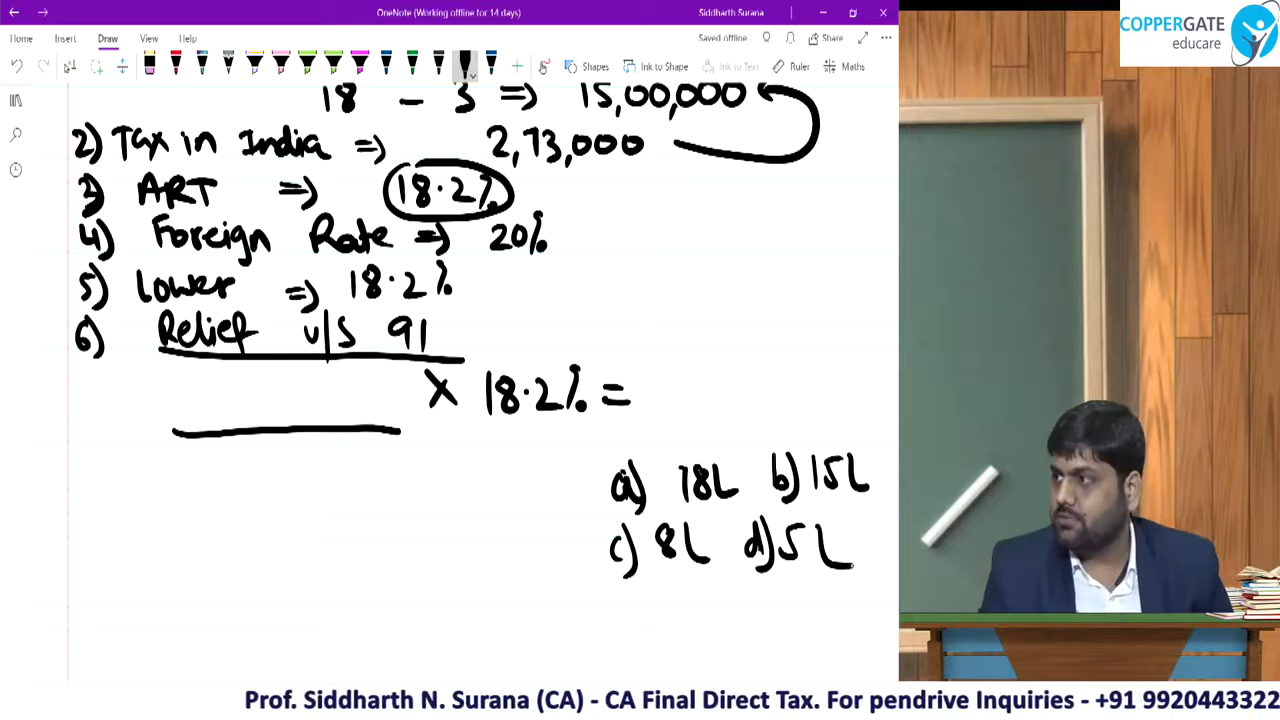 OneNote (Working offline for 14 days)
Siddharth Surana
Home Insert Draw View Help
Saved offline
Share
Shapes
Ink to Shape
Ink to Text
Ruler
Maths
COPPERGATE
educare
18 - 3 => 15,00,000
2) Tax in India => 2,73,000
3) ART => 18.2%
4) Foreign Rate => 20%
5) Lower => 18.2%
6) Relief u/s 91
X 18.2% =
a) 18L b) 15L
c) 8L d) 5L
Prof. Siddharth N. Surana (CA) - CA Final Direct Tax. For pendrive Inquiries - +91 9920443322